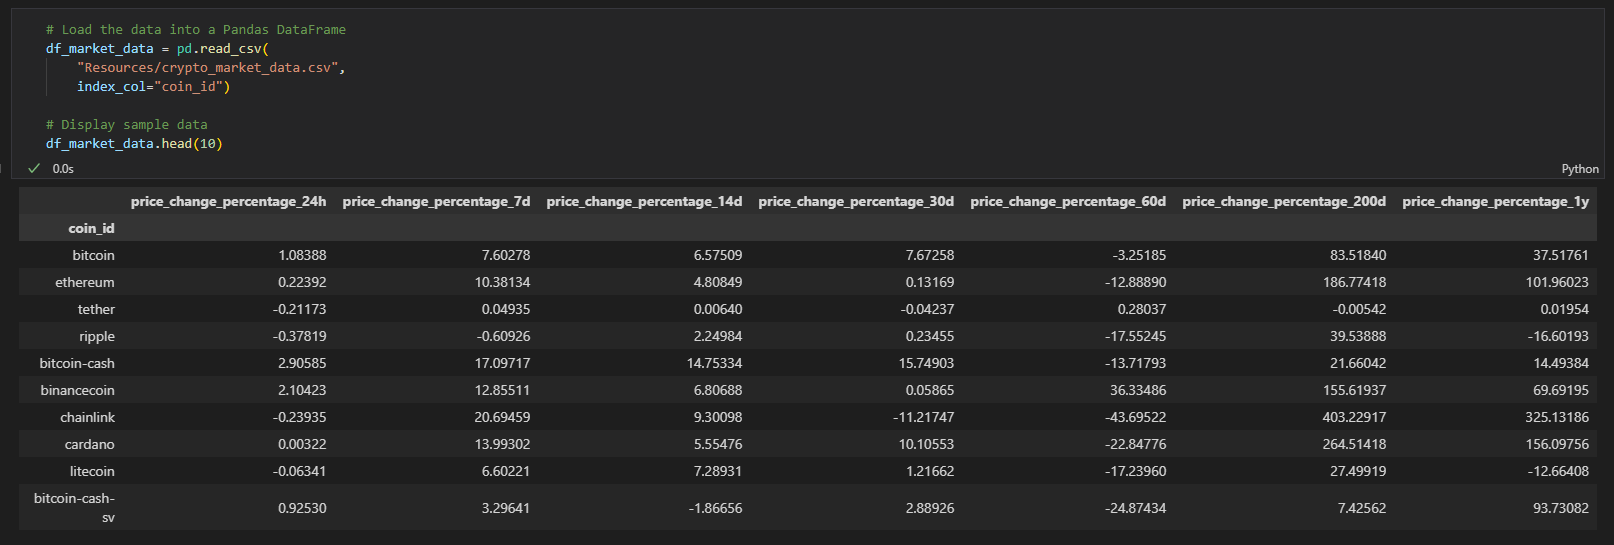 # Load the data into a Pandas DataFrame
df_market_data = pd.read_csv(
"Resources/crypto_market_data.csv",
index_col="coin_id")
# Display sample data
df_market_data.head(10)
0.0s Python
price_change_percentage_24h price_change_percentage_7d price_change_percentage_14d price_change_percentage_30d price_change_percentage_60d price_change_percentage_200d price_change_percentage_1y
coin_id
bitcoin 1.08388 7.60278 6.57509 7.67258 -3.25185 83.51840 37.51761
ethereum 0.22392 10.38134 4.80849 0.13169 -12.88890 186.77418 101.96023
tether -0.21173 0.04935 0.00640 -0.04237 0.28037 -0.00542 0.01954
ripple -0.37819 -0.60926 2.24984 0.23455 -17.55245 39.53888 -16.60193
bitcoin-cash 2.90585 17.09717 14.75334 15.74903 -13.71793 21.66042 14.49384
binancecoin 2.10423 12.85511 6.80688 0.05865 36.33486 155.61937 69.69195
chainlink -0.23935 20.69459 9.30098 -11.21747 -43.69522 403.22917 325.13186
cardano 0.00322 13.99302 5.55476 10.10553 -22.84776 264.51418 156.09756
litecoin -0.06341 6.60221 7.28931 1.21662 -17.23960 27.49919 -12.66408
bitcoin-cash-
sv 0.92530 3.29641 -1.86656 2.88926 -24.87434 7.42562 93.73082